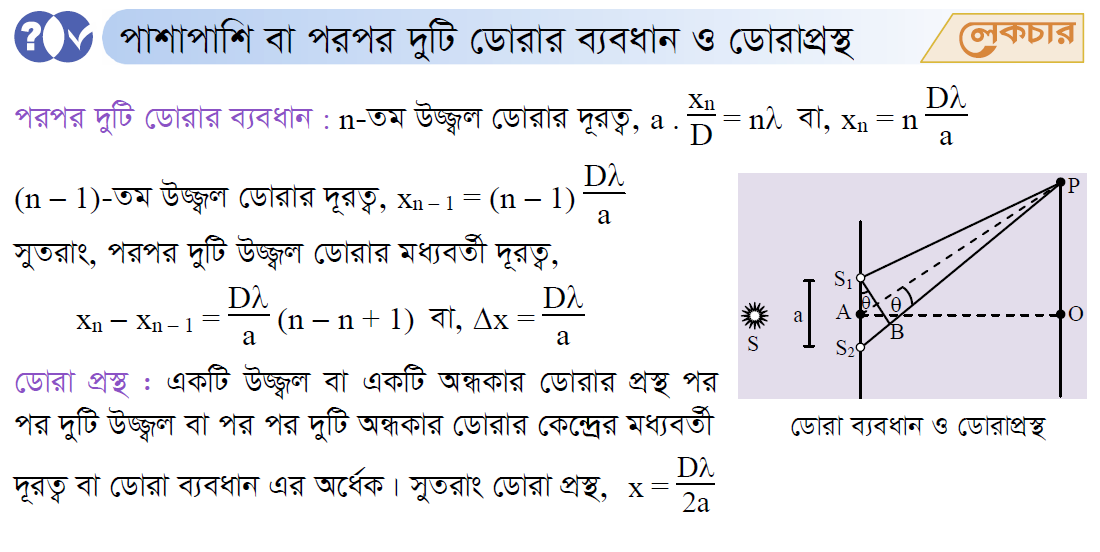 পাশাপাশি বা পরপর দুটি ডোরার ব্যবধান ও ডোরাপ্রস্থ
লেকচার
পরপর দুটি ডোরার ব্যবধান : n-তম উজ্জ্বল ডোরার দূরত্ব, a . xₙ/D = nλ বা, xₙ = n Dλ/a
(n – 1)-তম উজ্জ্বল ডোরার দূরত্ব, xₙ₋₁ = (n – 1) Dλ/a
সুতরাং, পরপর দুটি উজ্জ্বল ডোরার মধ্যবর্তী দূরত্ব,
xₙ – xₙ₋₁ = Dλ/a (n – n + 1) বা, Δx = Dλ/a
ডোরা প্রস্থ : একটি উজ্জ্বল বা একটি অন্ধকার ডোরার প্রস্থ পর
পর দুটি উজ্জ্বল বা পর পর দুটি অন্ধকার ডোরার কেন্দ্রের মধ্যবর্তী
দূরত্ব বা ডোরা ব্যবধান এর অর্ধেক। সুতরাং ডোরা প্রস্থ, x = Dλ/2a
P
S₁
θ θ
S a A B O
S₂
ডোরা ব্যবধান ও ডোরাপ্রস্থ